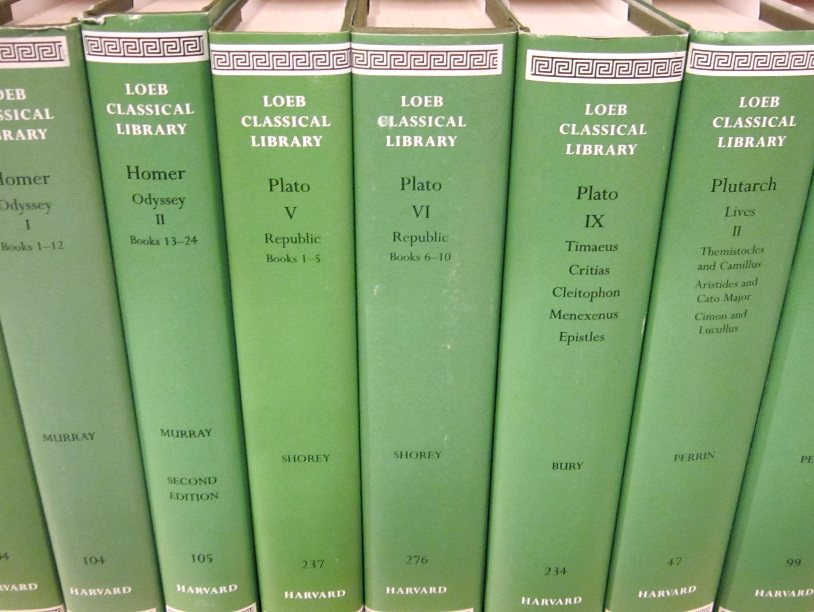 LOEB
CLASSICAL
LIBRARY
Homer
Odyssey
I
Books 1–12
MURRAY
104
HARVARD
LOEB
CLASSICAL
LIBRARY
Homer
Odyssey
II
Books 13–24
MURRAY
SECOND
EDITION
105
HARVARD
LOEB
CLASSICAL
LIBRARY
Plato
V
Republic
Books 1–5
SHOREY
237
HARVARD
LOEB
CLASSICAL
LIBRARY
Plato
VI
Republic
Books 6–10
SHOREY
276
HARVARD
LOEB
CLASSICAL
LIBRARY
Plato
IX
Timaeus
Critias
Cleitophon
Menexenus
Epistles
BURY
234
HARVARD
LOEB
CLASSICAL
LIBRARY
Plutarch
Lives
II
Themistocles
and Camillus
Aristides and
Cato Major
Cimon and
Lucullus
PERRIN
47
HARVARD
99
HARVARD